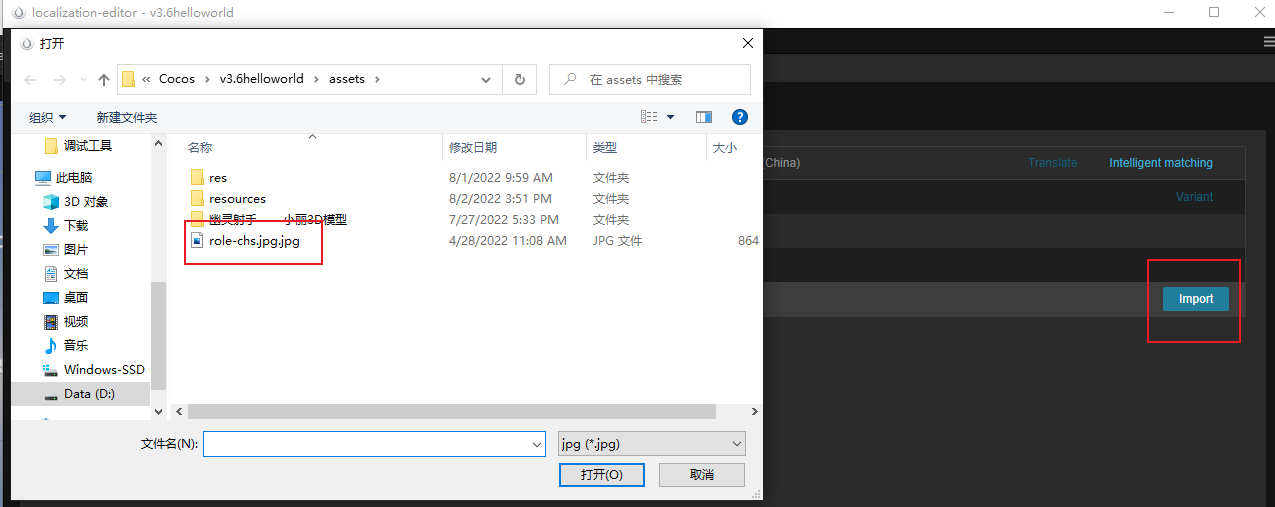 localization-editor - v3.6helloworld
打开
« Cocos › v3.6helloworld › assets ›
在 assets 中搜索
组织
新建文件夹
名称 修改日期 类型 大小
调试工具
此电脑
3D 对象
下载
图片
文档
桌面
视频
音乐
Windows-SSD
Data (D:)
res 8/1/2022 9:59 AM 文件夹
resources 8/2/2022 3:51 PM 文件夹
幽灵射手——小丽3D模型 7/27/2022 5:33 PM 文件夹
role-chs.jpg.jpg 4/28/2022 11:08 AM JPG 文件 864
文件名(N):
jpg (*.jpg)
打开(O)
取消
(China)
Translate
Intelligent matching
Variant
Import